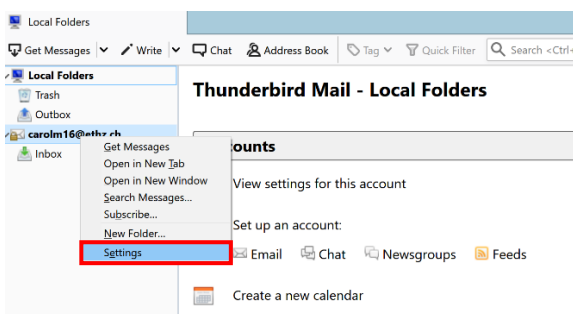 Local Folders
Get Messages Write Chat Address Book Tag Quick Filter Search <Ctrl+
Local Folders
Trash
Outbox
carolm16@ethz.ch
Inbox
Get Messages
Open in New Tab
Open in New Window
Search Messages...
Subscribe...
New Folder...
Settings
Thunderbird Mail - Local Folders
ounts
View settings for this account
Set up an account:
Email Chat Newsgroups Feeds
Create a new calendar